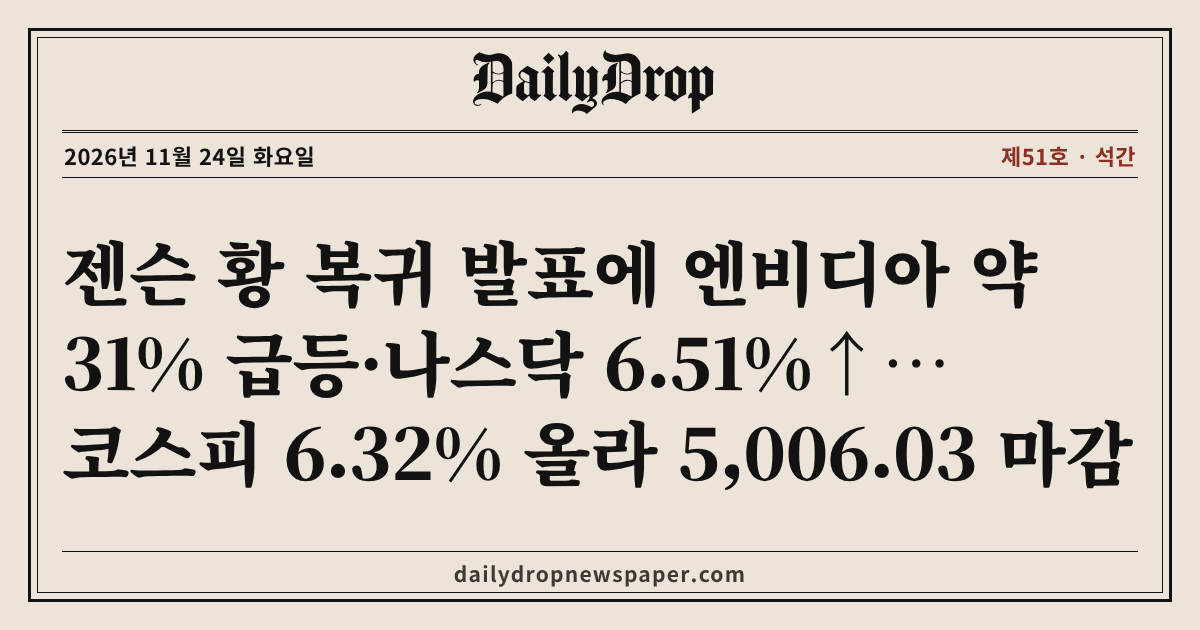 DailyDrop
2026년 11월 24일 화요일
제51호 · 석간
젠슨 황 복귀 발표에 엔비디아 약
31% 급등·나스닥 6.51%↑…
코스피 6.32% 올라 5,006.03 마감
dailydropnewspaper.com